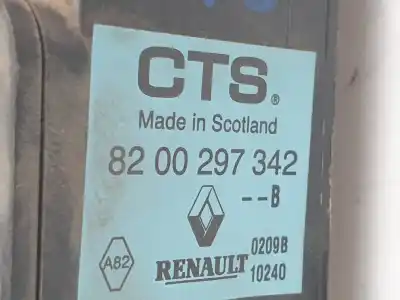 CTS®
Made in Scotland
82 00 297 342
--B
A82
RENAULT
0209B
10240